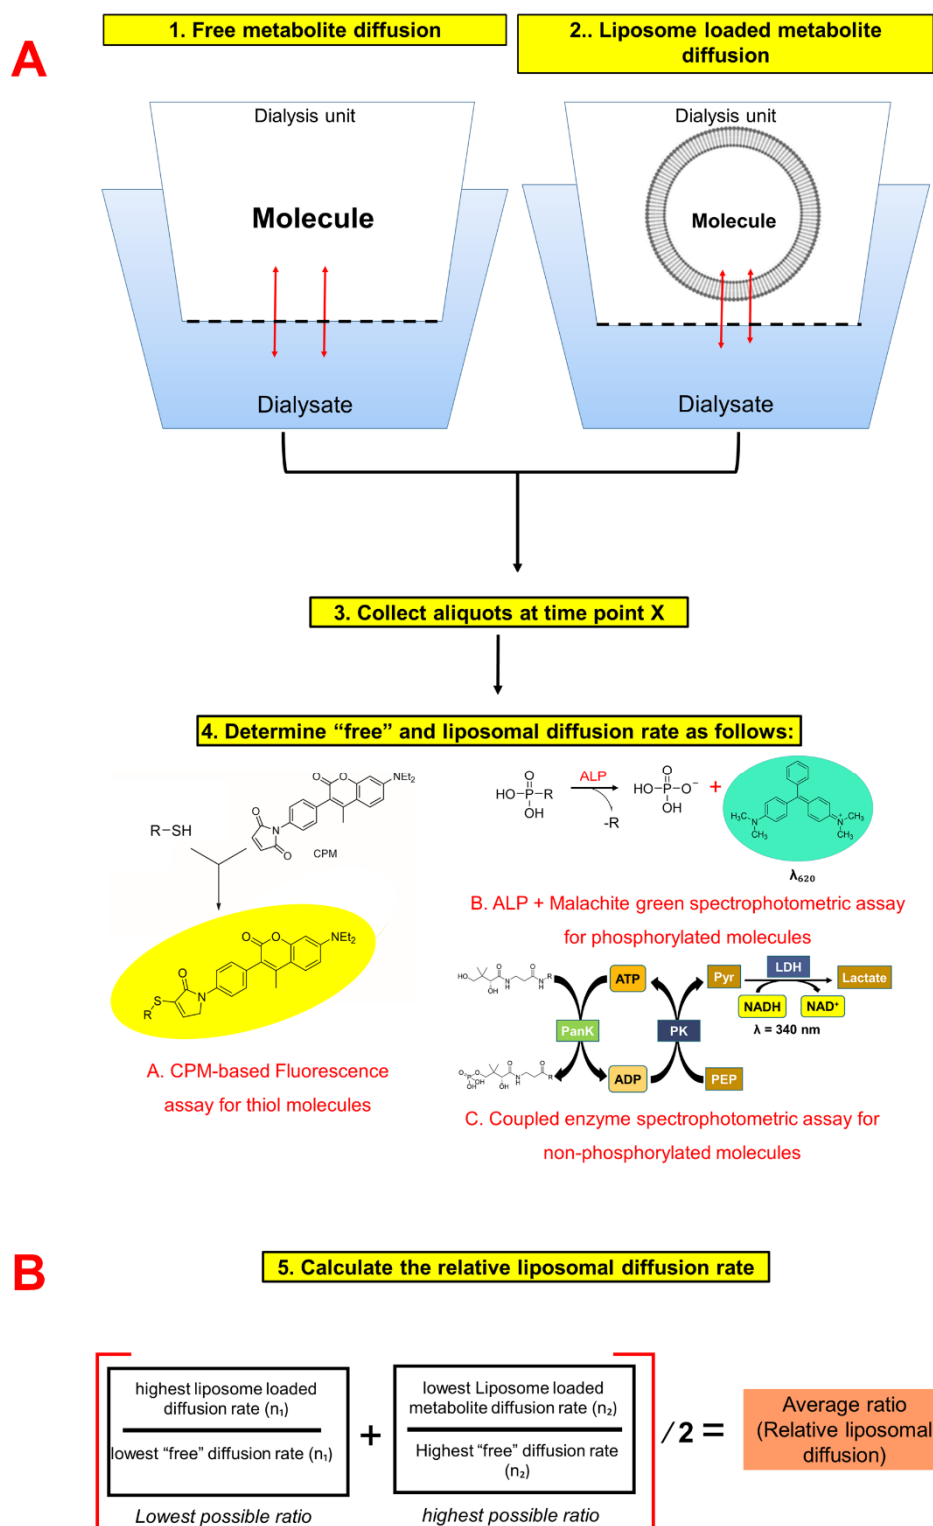 A
1. Free metabolite diffusion
2.. Liposome loaded metabolite
diffusion
Dialysis unit
Molecule
Dialysate
Dialysis unit
Molecule
Dialysate
3. Collect aliquots at time point X
4. Determine “free” and liposomal diffusion rate as follows:
R-SH
O
O
NEt₂
N
O
O
CPM
O
O
NEt₂
O
N
S
R
A. CPM-based Fluorescence
assay for thiol molecules
O
HO-P-R
OH
ALP
-R
O
HO-P-O⁻
OH
+
H₃C
N
CH₃
CH₃
N⁺
CH₃
λ₆₂₀
B. ALP + Malachite green spectrophotometric assay
for phosphorylated molecules
HO
OH
O
N
H
O
N
H
R
ATP
Pyr
LDH
Lactate
NADH
NAD⁺
λ = 340 nm
PanK
PK
ADP
PEP
C. Coupled enzyme spectrophotometric assay for
non-phosphorylated molecules
B
5. Calculate the relative liposomal diffusion rate
highest liposome loaded
diffusion rate (n₁)
lowest “free” diffusion rate (n₁)
Lowest possible ratio
+
lowest Liposome loaded
metabolite diffusion rate (n₂)
Highest “free” diffusion rate
(n₂)
highest possible ratio
/ 2 =
Average ratio
(Relative liposomal
diffusion)